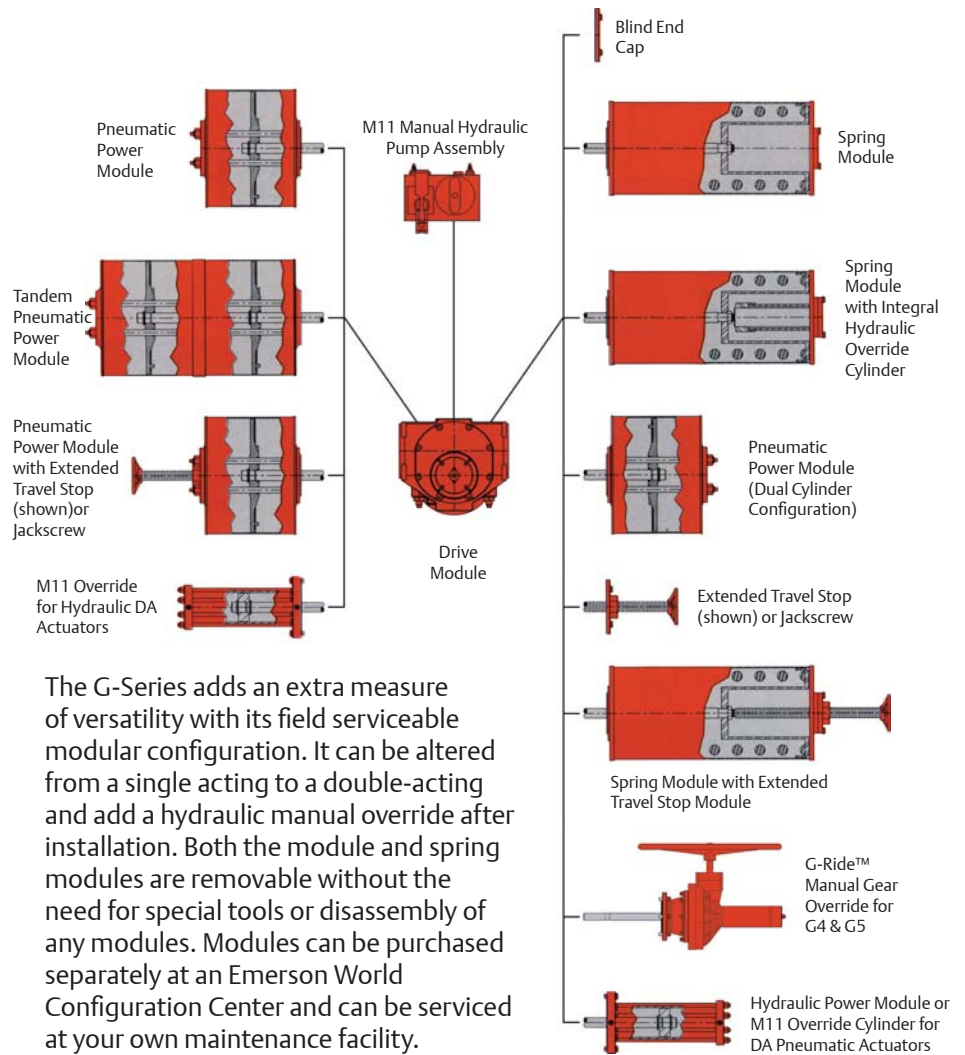 Blind End
Cap
Pneumatic
Power
Module
M11 Manual Hydraulic
Pump Assembly
Spring
Module
Tandem
Pneumatic
Power
Module
Spring
Module
with Integral
Hydraulic
Override
Cylinder
Pneumatic
Power Module
with Extended
Travel Stop
(shown)or
Jackscrew
Pneumatic
Power Module
(Dual Cylinder
Configuration)
Drive
Module
M11 Override
for Hydraulic DA
Actuators
Extended Travel Stop
(shown) or Jackscrew
The G-Series adds an extra measure
of versatility with its field serviceable
modular configuration. It can be altered
from a single acting to a double-acting
and add a hydraulic manual override after
installation. Both the module and spring
modules are removable without the
need for special tools or disassembly of
any modules. Modules can be purchased
separately at an Emerson World
Configuration Center and can be serviced
at your own maintenance facility.
Spring Module with Extended
Travel Stop Module
G-Ride™
Manual Gear
Override for
G4 & G5
Hydraulic Power Module or
M11 Override Cylinder for
DA Pneumatic Actuators